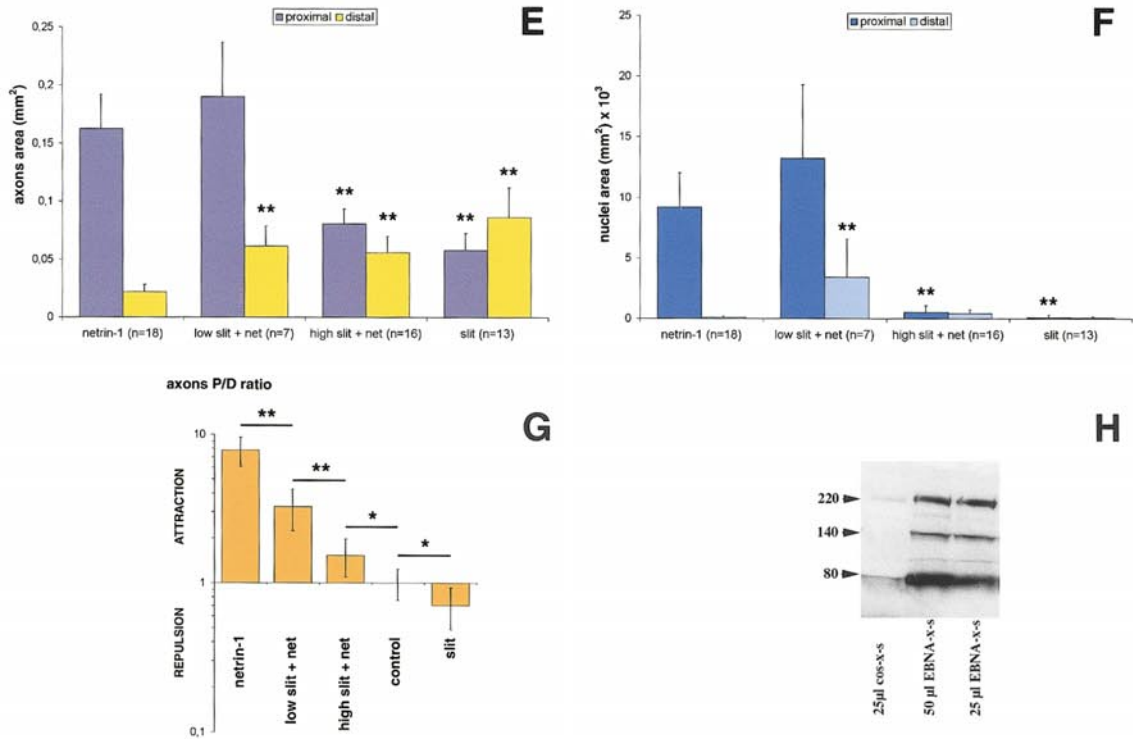 E
proximal distal
axons area (mm²)
0,25
0,2
0,15
0,1
0,05
0
** ** ** ** **
netrin-1 (n=18) low slit + net (n=7) high slit + net (n=16) slit (n=13)
F
proximal distal
nuclei area (mm²) x 10³
25
20
15
10
5
0
** ** **
netrin-1 (n=18) low slit + net (n=7) high slit + net (n=16) slit (n=13)
G
axons P/D ratio
ATTRACTION
REPULSION
10
1
0,1
** ** * *
netrin-1
low slit + net
high slit + net
control
slit
H
220
140
80
25µl cos-x-s
50 µl EBNA-x-s
25 µl EBNA-x-s